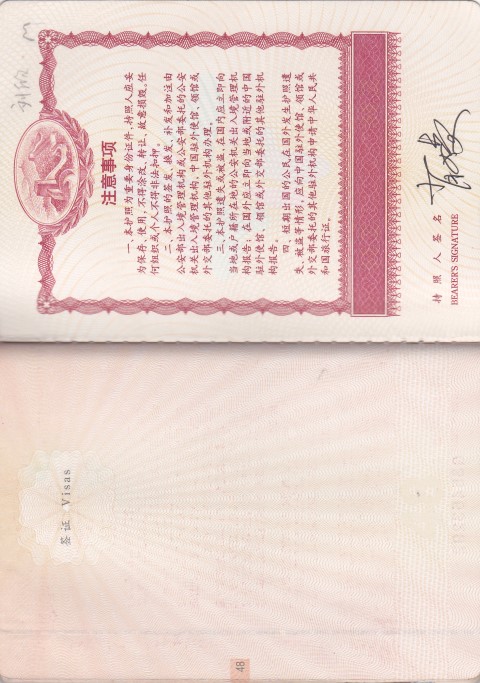 注意事项
一、本护照为重要身份证件，持照人应妥
为保存、使用，不得涂改、转让、故意损毁。任
何组织或个人不得非法扣押。
二、本护照的签发、换发、补发和加注由
公安部出入境管理机构或公安部委托的公安
机关出入境管理机构，中国驻外使馆、领馆或
外交部委托的其他驻外机构办理。
三、本护照遗失或被盗，在国内应立即向
当地或户籍所在地的公安机关出入境管理机
构报告；在国外应立即向当地或附近的中国
驻外使馆、领馆或外交部委托的其他驻外机
构报告。
四、短期出国的公民在国外发生护照遗
失、被盗等情形，应向中国驻外使馆、领馆或
外交部委托的其他驻外机构申请中华人民共
和国旅行证。
持照人签名
BEARER'S SIGNATURE
签证 Visas
48